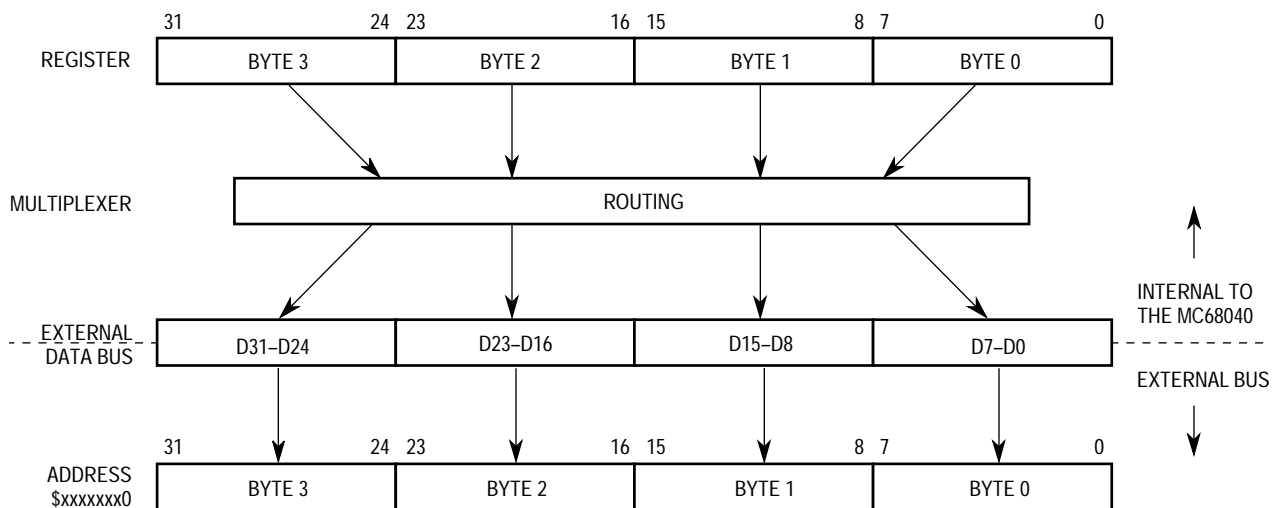 31 24 23 16 15 8 7 0
REGISTER BYTE 3 BYTE 2 BYTE 1 BYTE 0
MULTIPLEXER ROUTING
INTERNAL TO
THE MC68040
EXTERNAL
DATA BUS
D31–D24 D23–D16 D15–D8 D7–D0
EXTERNAL BUS
31 24 23 16 15 8 7 0
ADDRESS
$xxxxxxx0
BYTE 3 BYTE 2 BYTE 1 BYTE 0